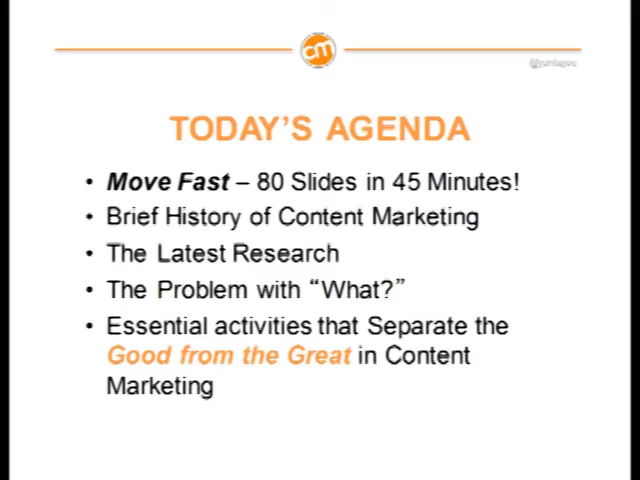 cm
TODAY'S AGENDA
• Move Fast – 80 Slides in 45 Minutes!
• Brief History of Content Marketing
• The Latest Research
• The Problem with “What?”
• Essential activities that Separate the
Good from the Great in Content
Marketing